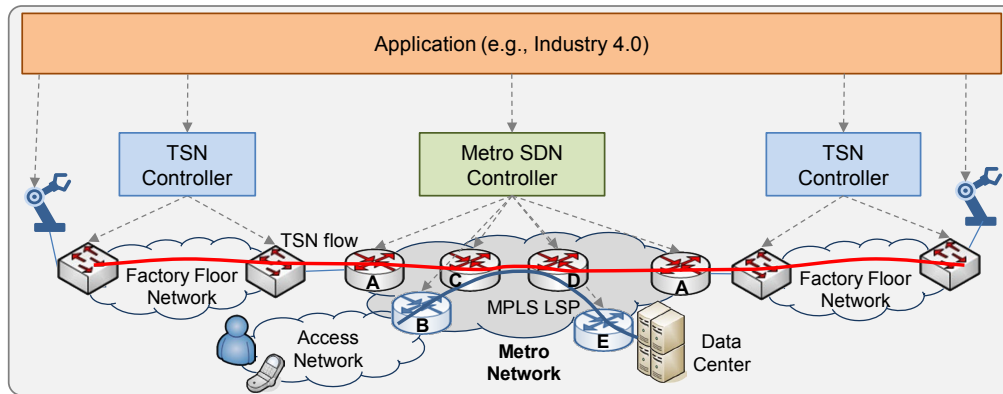 Application (e.g., Industry 4.0)
TSN
Controller
Metro SDN
Controller
TSN
Controller
TSN flow
Factory Floor
Network
A
C
D
A
Factory Floor
Network
B
MPLS LSP
E
Access
Network
Metro
Network
Data
Center